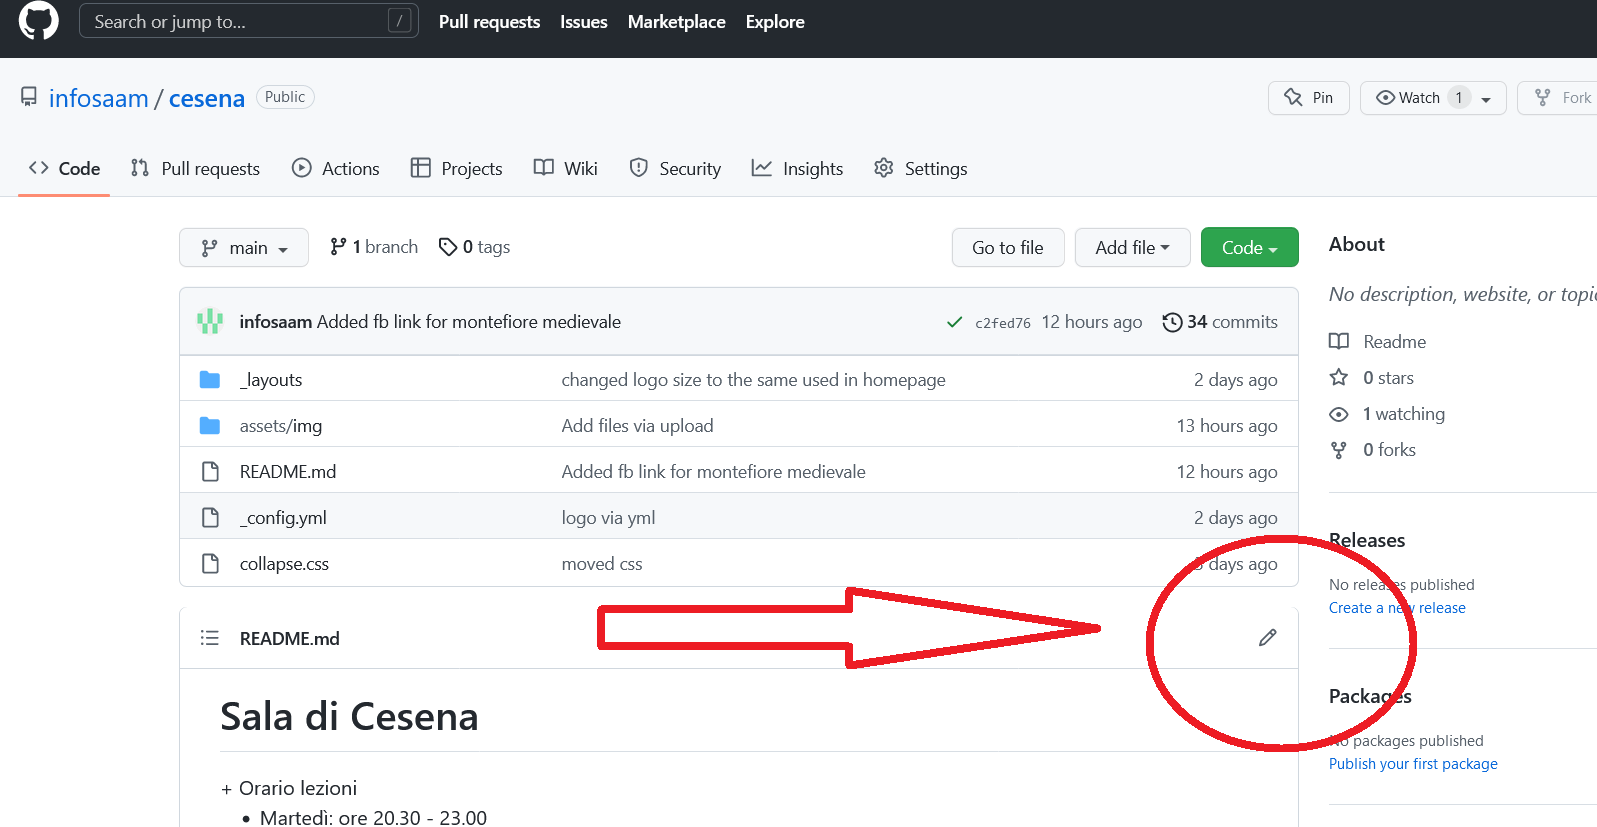 Search or jump to... /
Pull requests Issues Marketplace Explore
infosaam / cesena Public
Pin Watch 1 Fork
Code Pull requests Actions Projects Wiki Security Insights Settings
main 1 branch 0 tags Go to file Add file Code
infosaam Added fb link for montefiore medievale c2fed76 12 hours ago 34 commits
_layouts changed logo size to the same used in homepage 2 days ago
assets/img Add files via upload 13 hours ago
README.md Added fb link for montefiore medievale 12 hours ago
_config.yml logo via yml 2 days ago
collapse.css moved css days ago
README.md
Sala di Cesena
+ Orario lezioni
• Martedì: ore 20.30 - 23.00
About
No description, website, or
Readme
0 stars
1 watching
0 forks
Releases
No releases published
Create a new release
Packages
No packages published
Publish your first package